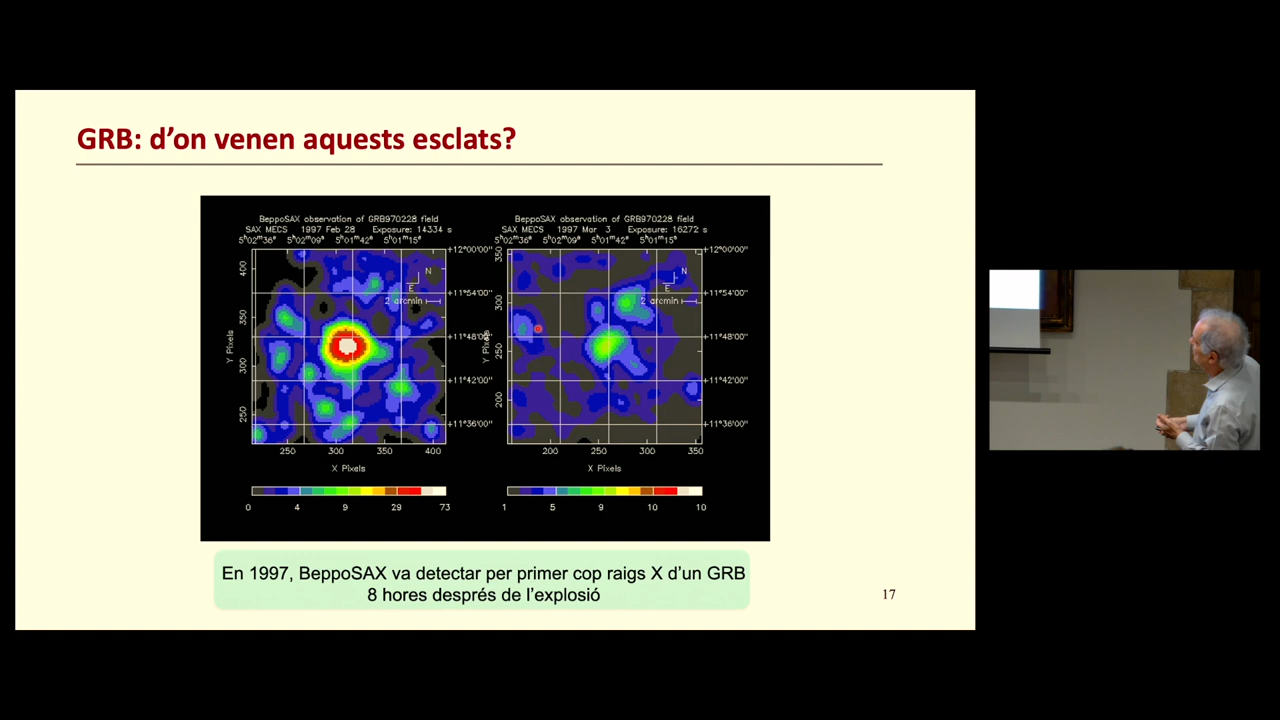 GRB: d’on venen aquests esclats?
BeppoSAX observation of GRB970228 field
SAX MECS 1997 Feb 28 Exposure: 14334 s
5ʰ02ᵐ36ˢ 5ʰ02ᵐ09ˢ 5ʰ01ᵐ42ˢ 5ʰ01ᵐ15ˢ
+12°00'00"
+11°54'00"
+11°48'00"
+11°42'00"
+11°36'00"
N
E
2 arcmin
400
350
300
250
Y Pixels
250 300 350 400
X Pixels
0 4 9 29 73
BeppoSAX observation of GRB970228 field
SAX MECS 1997 Mar 3 Exposure: 16272 s
5ʰ02ᵐ36ˢ 5ʰ02ᵐ09ˢ 5ʰ01ᵐ42ˢ 5ʰ01ᵐ15ˢ
+12°00'00"
+11°54'00"
+11°48'00"
+11°42'00"
+11°36'00"
N
E
2 arcmin
350
300
250
200
Y Pixels
200 250 300 350
X Pixels
1 5 9 10 10
En 1997, BeppoSAX va detectar per primer cop raigs X d’un GRB
8 hores després de l’explosió
17